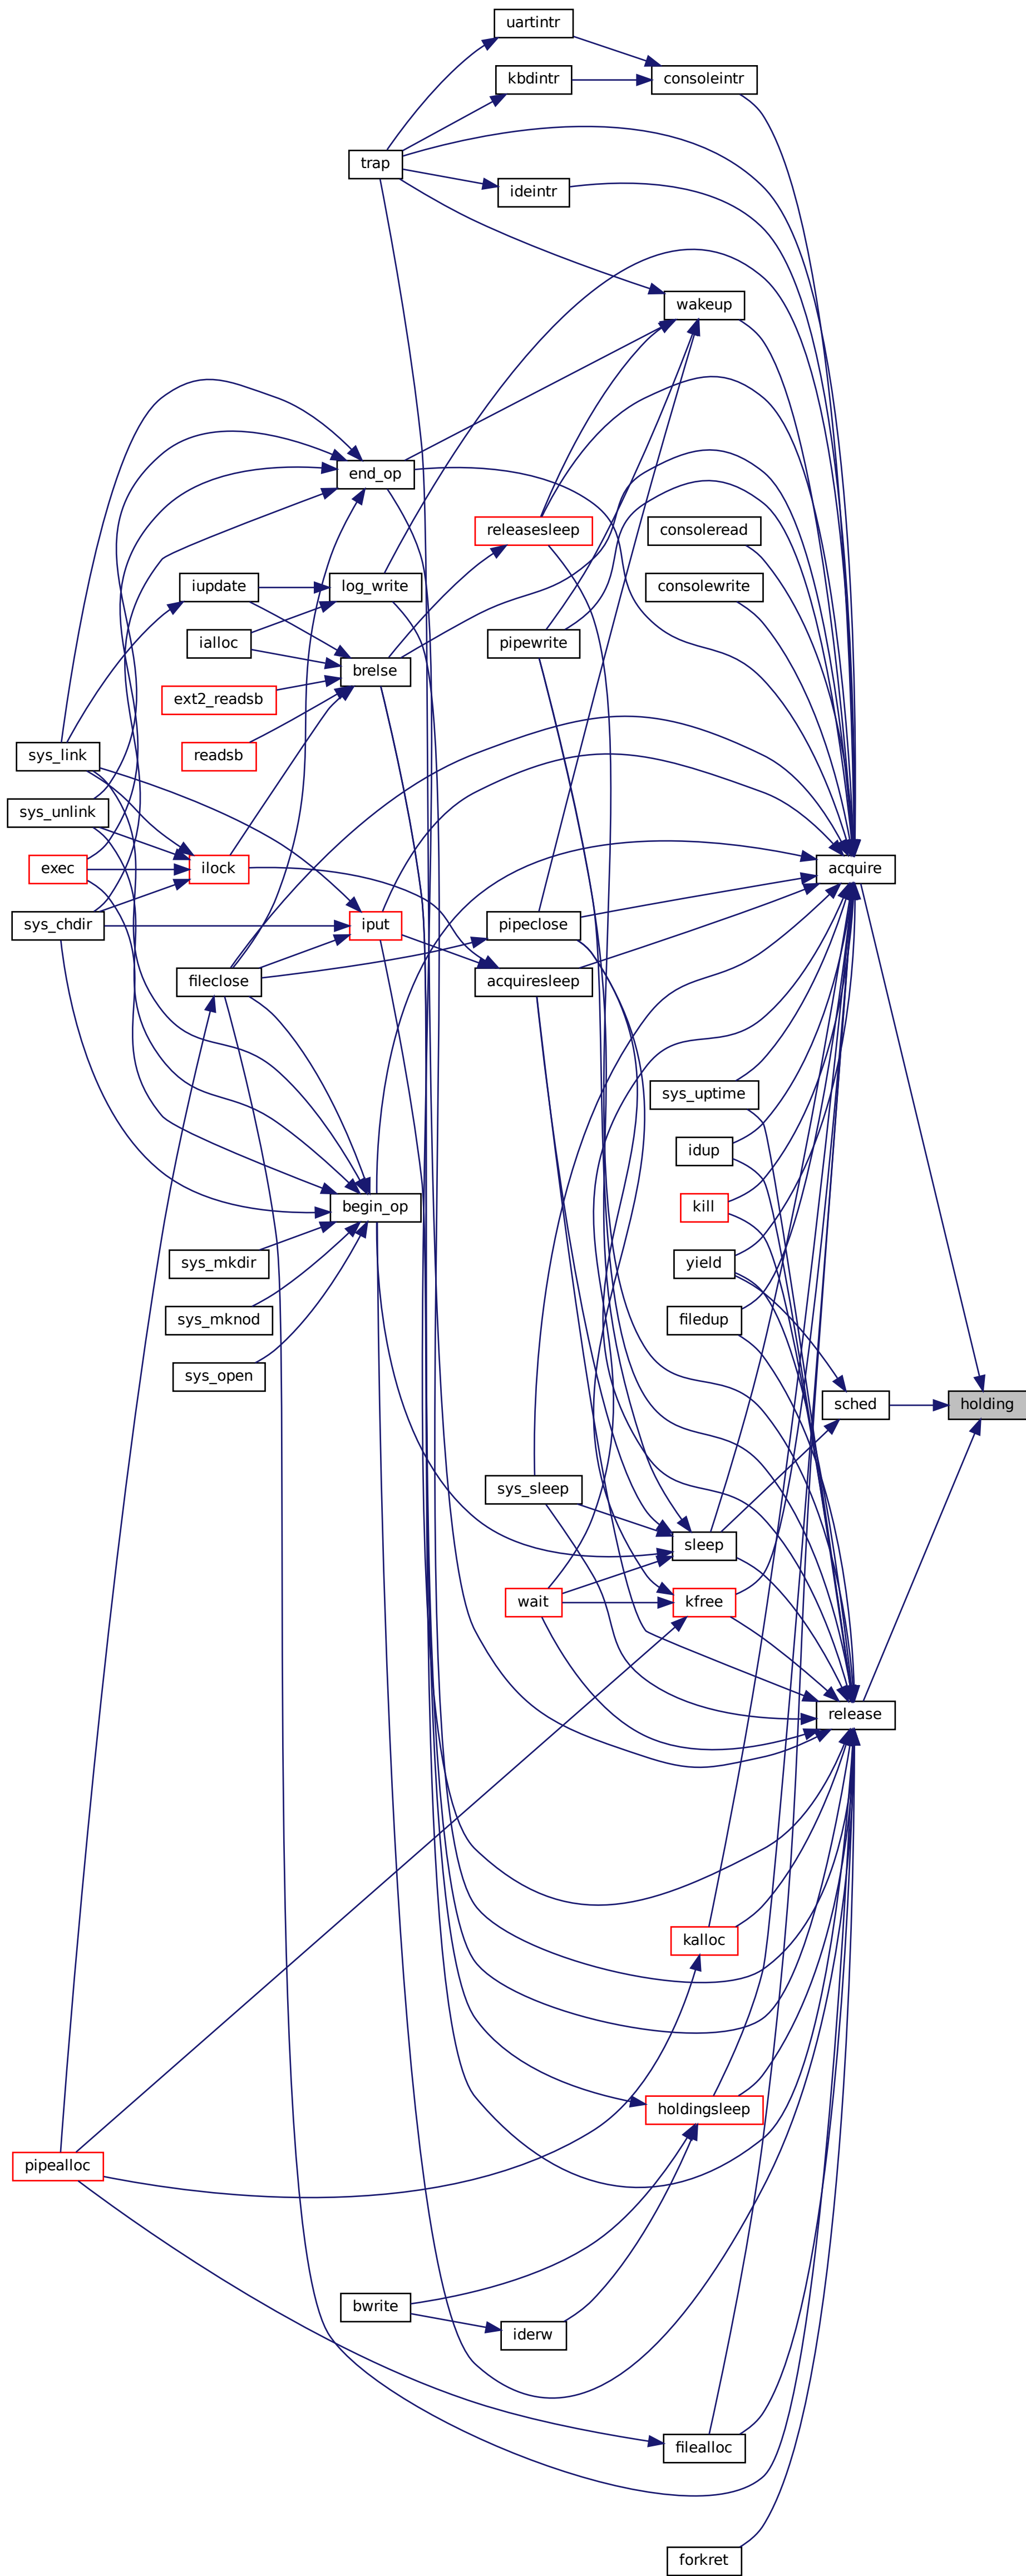 uartintr
kbdintr
consoleintr
trap
ideintr
wakeup
end_op
releasesleep
consoleread
iupdate
log_write
consolewrite
ialloc
pipewrite
brelse
ext2_readsb
readsb
sys_link
sys_unlink
exec
ilock
acquire
sys_chdir
iput
pipeclose
fileclose
acquiresleep
sys_uptime
idup
begin_op
kill
sys_mkdir
yield
sys_mknod
filedup
sys_open
sched
holding
sys_sleep
sleep
wait
kfree
release
kalloc
holdingsleep
pipealloc
bwrite
iderw
filealloc
forkret